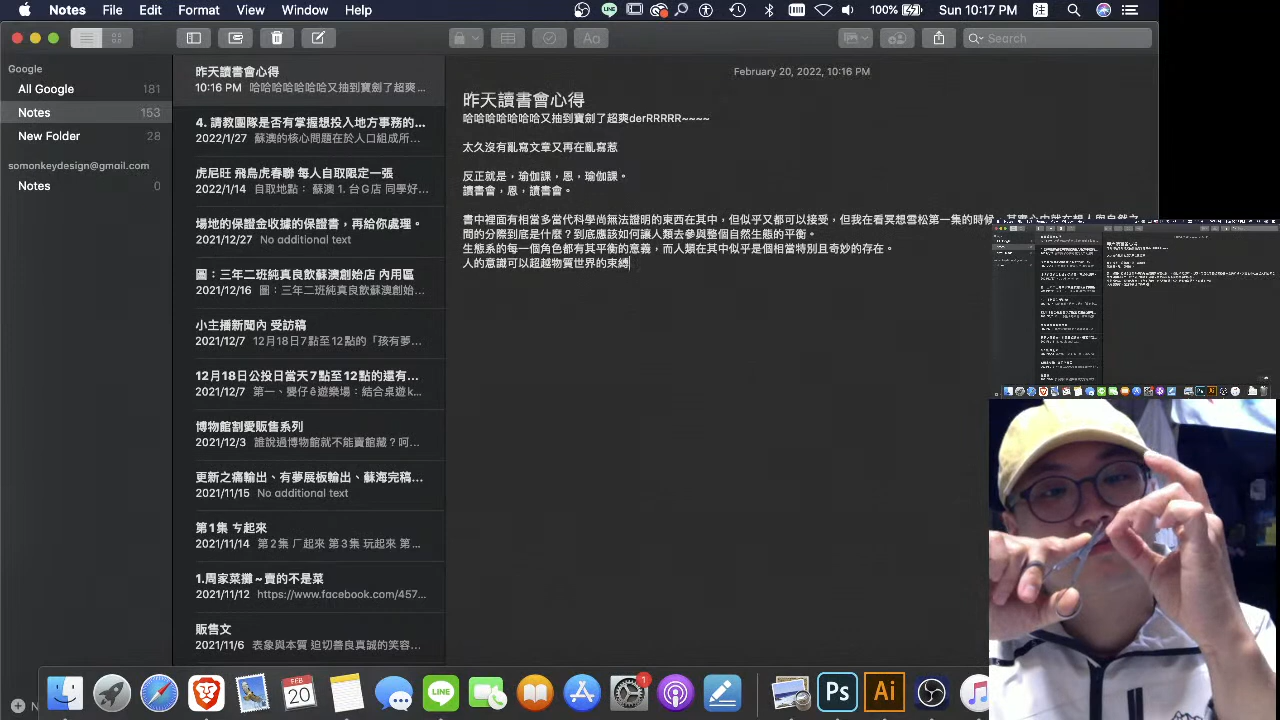 Notes File Edit Format View Window Help
100% Sun 10:17 PM 注
Aa Search
Google
All Google 181
Notes 153
New Folder 28
somonkeydesign@gmail.com
Notes 0
昨天讀書會心得
10:16 PM 哈哈哈哈哈哈哈又抽到寶劍了超爽...
4. 請教團隊是否有掌握想投入地方事務的...
2022/1/27 蘇澳的核心問題在於人口組成所...
虎尼旺 飛虎虎春聯 每人自取限定一張
2022/1/14 自取地點： 蘇澳 1. 台G店 同學好...
場地的保證金收據的保證書，再給你處理。
2021/12/27 No additional text
圖：三年二班純真良飲蘇澳創始店 內用區
2021/12/16 圖：三年二班純真良飲蘇澳創始...
小主播新聞內 受訪稿
2021/12/7 12月18日7點至12點的「孩有夢...
12月18日公投日當天7點至12點的還有...
2021/12/7 第一、嬰仔ê遊樂場：結合桌遊k...
博物館割愛販售系列
2021/12/3 誰說過博物館就不能賣館藏？呵...
更新之痛輸出、有夢展板輸出、蘇海完稿...
2021/11/15 No additional text
第1集 ㄘ起來
2021/11/14 第2集 ㄏ起來 第3集 玩起來 第...
1.周家菜攤～賣的不是菜
2021/11/12 https://www.facebook.com/457...
販售文
2021/11/6 表象與本質 迫切善良真誠的笑容...
February 20, 2022, 10:16 PM
昨天讀書會心得
哈哈哈哈哈哈哈又抽到寶劍了超爽derRRRRR~~~~
太久沒有亂寫文章又再在亂寫惹
反正就是，瑜伽課，恩，瑜伽課。
讀書會，恩，讀書會。
書中裡面有相當多當代科學尚無法證明的東西在其中，但似乎又都可以接受，但我在看冥想雪松第一集的時候，其實心中就在想人與自然之
間的分際到底是什麼？到底應該如何讓人類去參與整個自然生態的平衡。
生態系的每一個角色都有其平衡的意義，而人類在其中似乎是個相當特別且奇妙的存在。
人的意識可以超越物質世界的束縛
FEB
20
1
Ps Ai